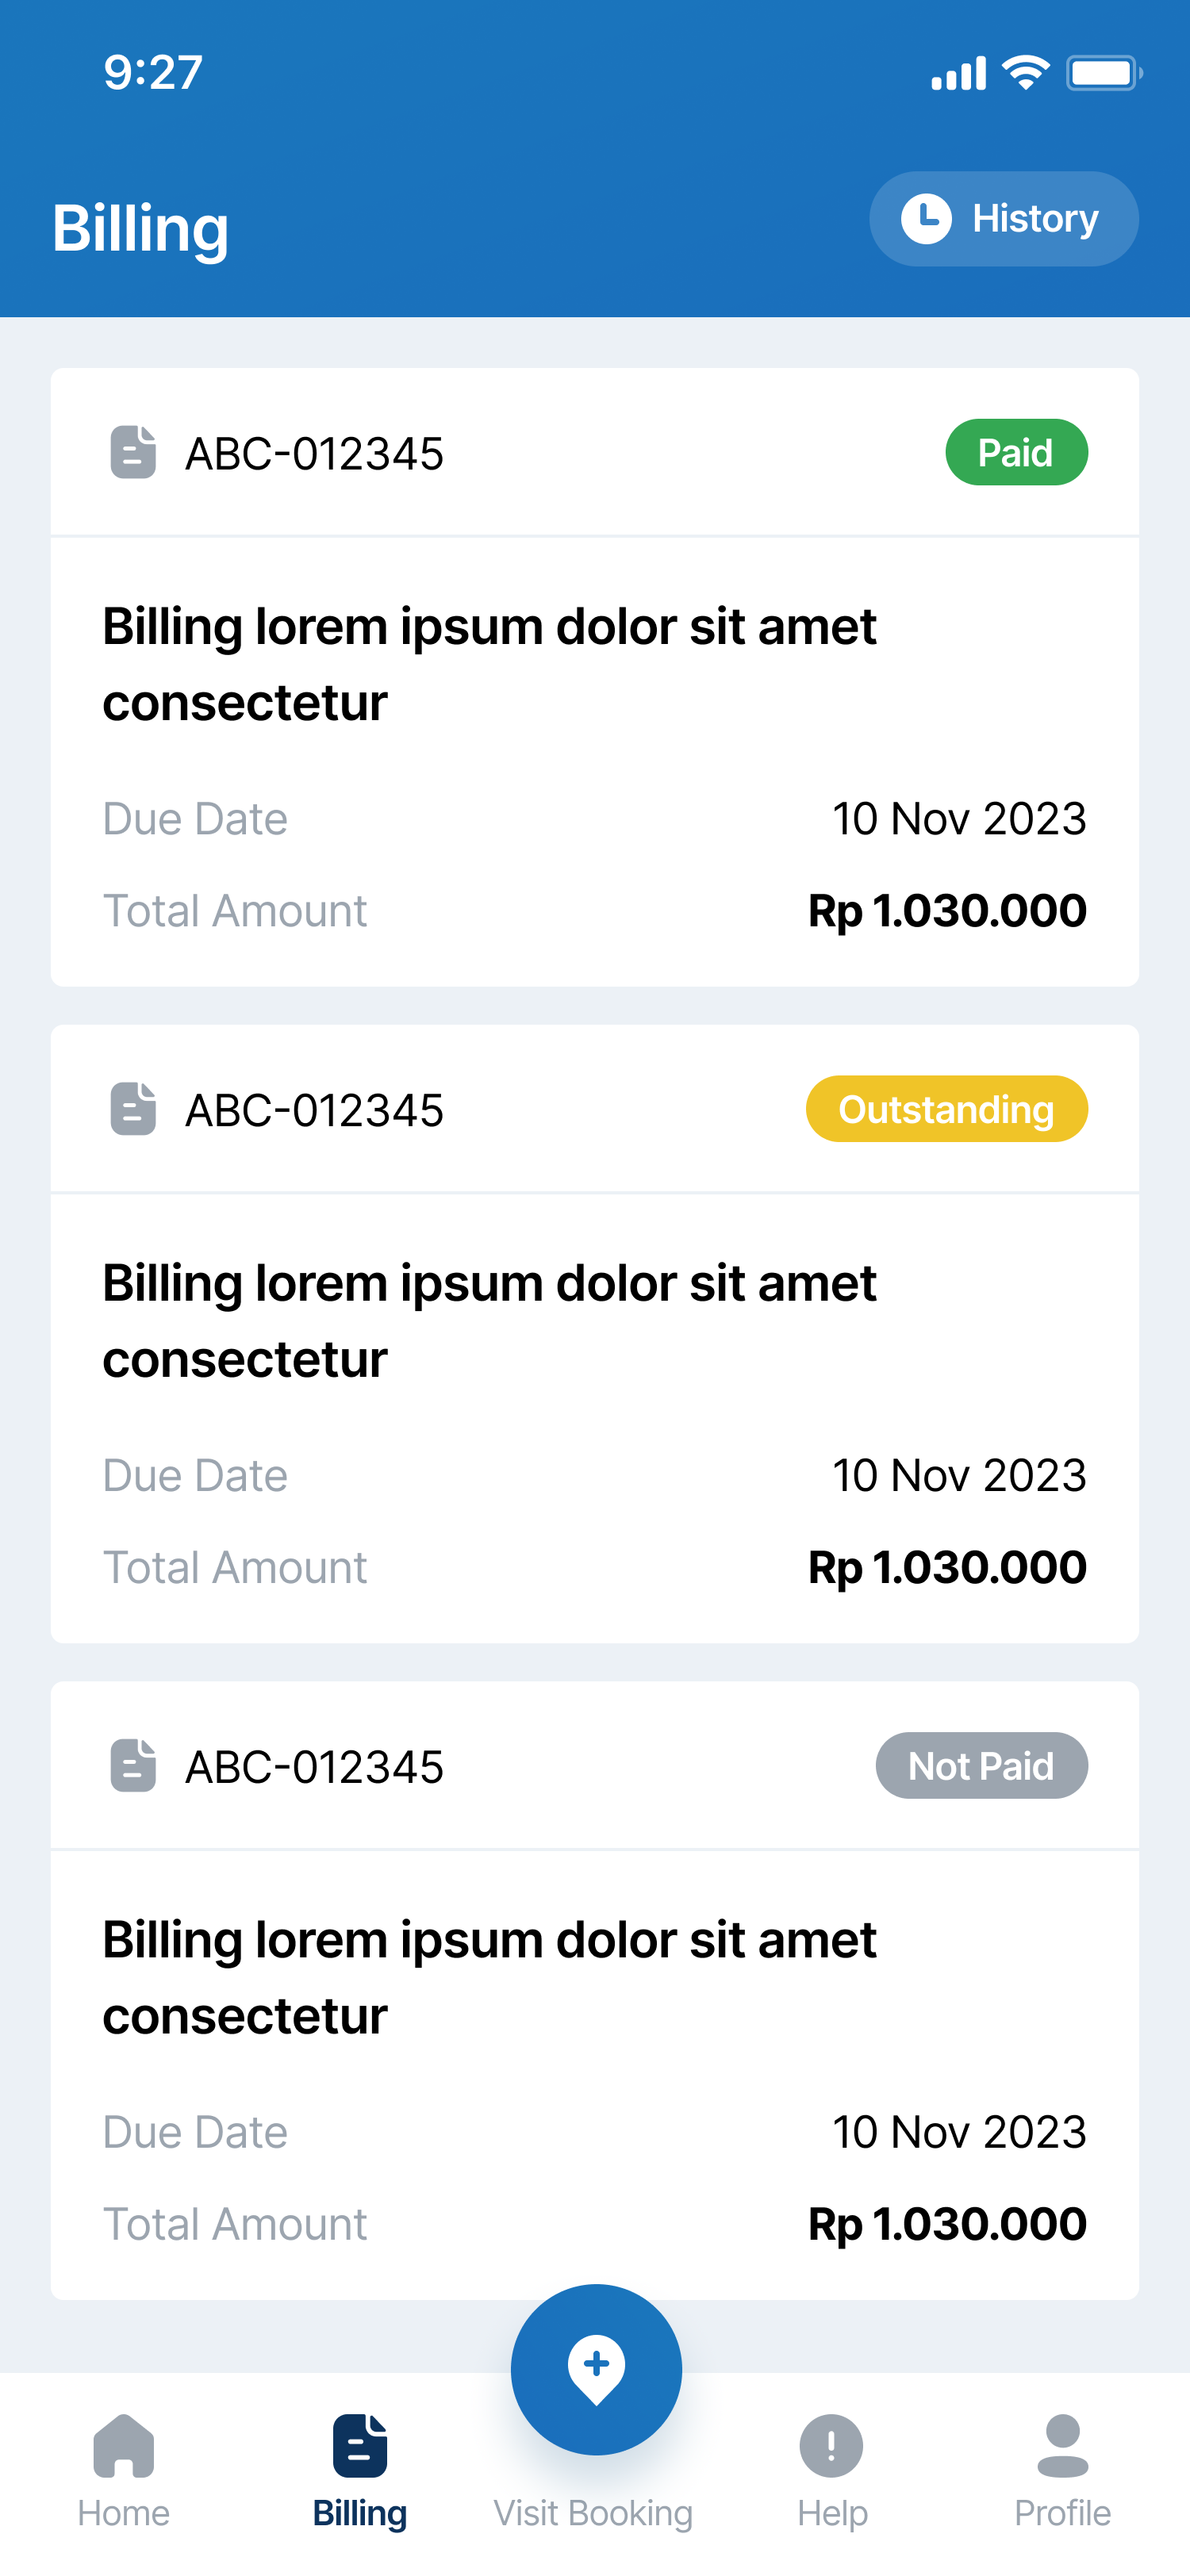 9:27
Billing
History
ABC-012345
Paid
Billing lorem ipsum dolor sit amet
consectetur
Due Date
10 Nov 2023
Total Amount
Rp 1.030.000
ABC-012345
Outstanding
Billing lorem ipsum dolor sit amet
consectetur
Due Date
10 Nov 2023
Total Amount
Rp 1.030.000
ABC-012345
Not Paid
Billing lorem ipsum dolor sit amet
consectetur
Due Date
10 Nov 2023
Total Amount
Rp 1.030.000
Home
Billing
Visit Booking
Help
Profile